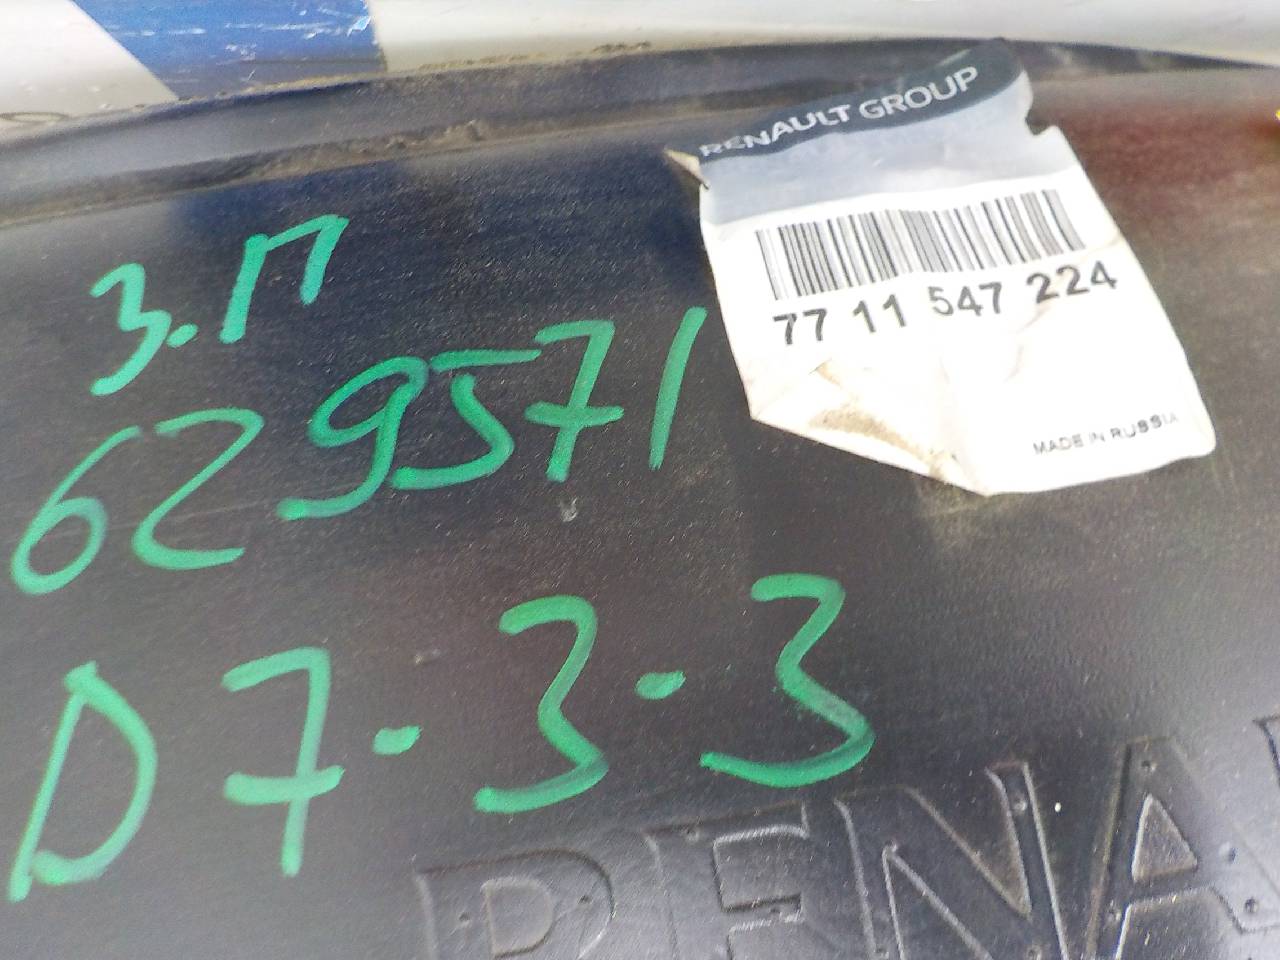 RENAULT GROUP
77 11 547 224
MADE IN RUSSIA
З.П
629571
D7-3-3
RENA